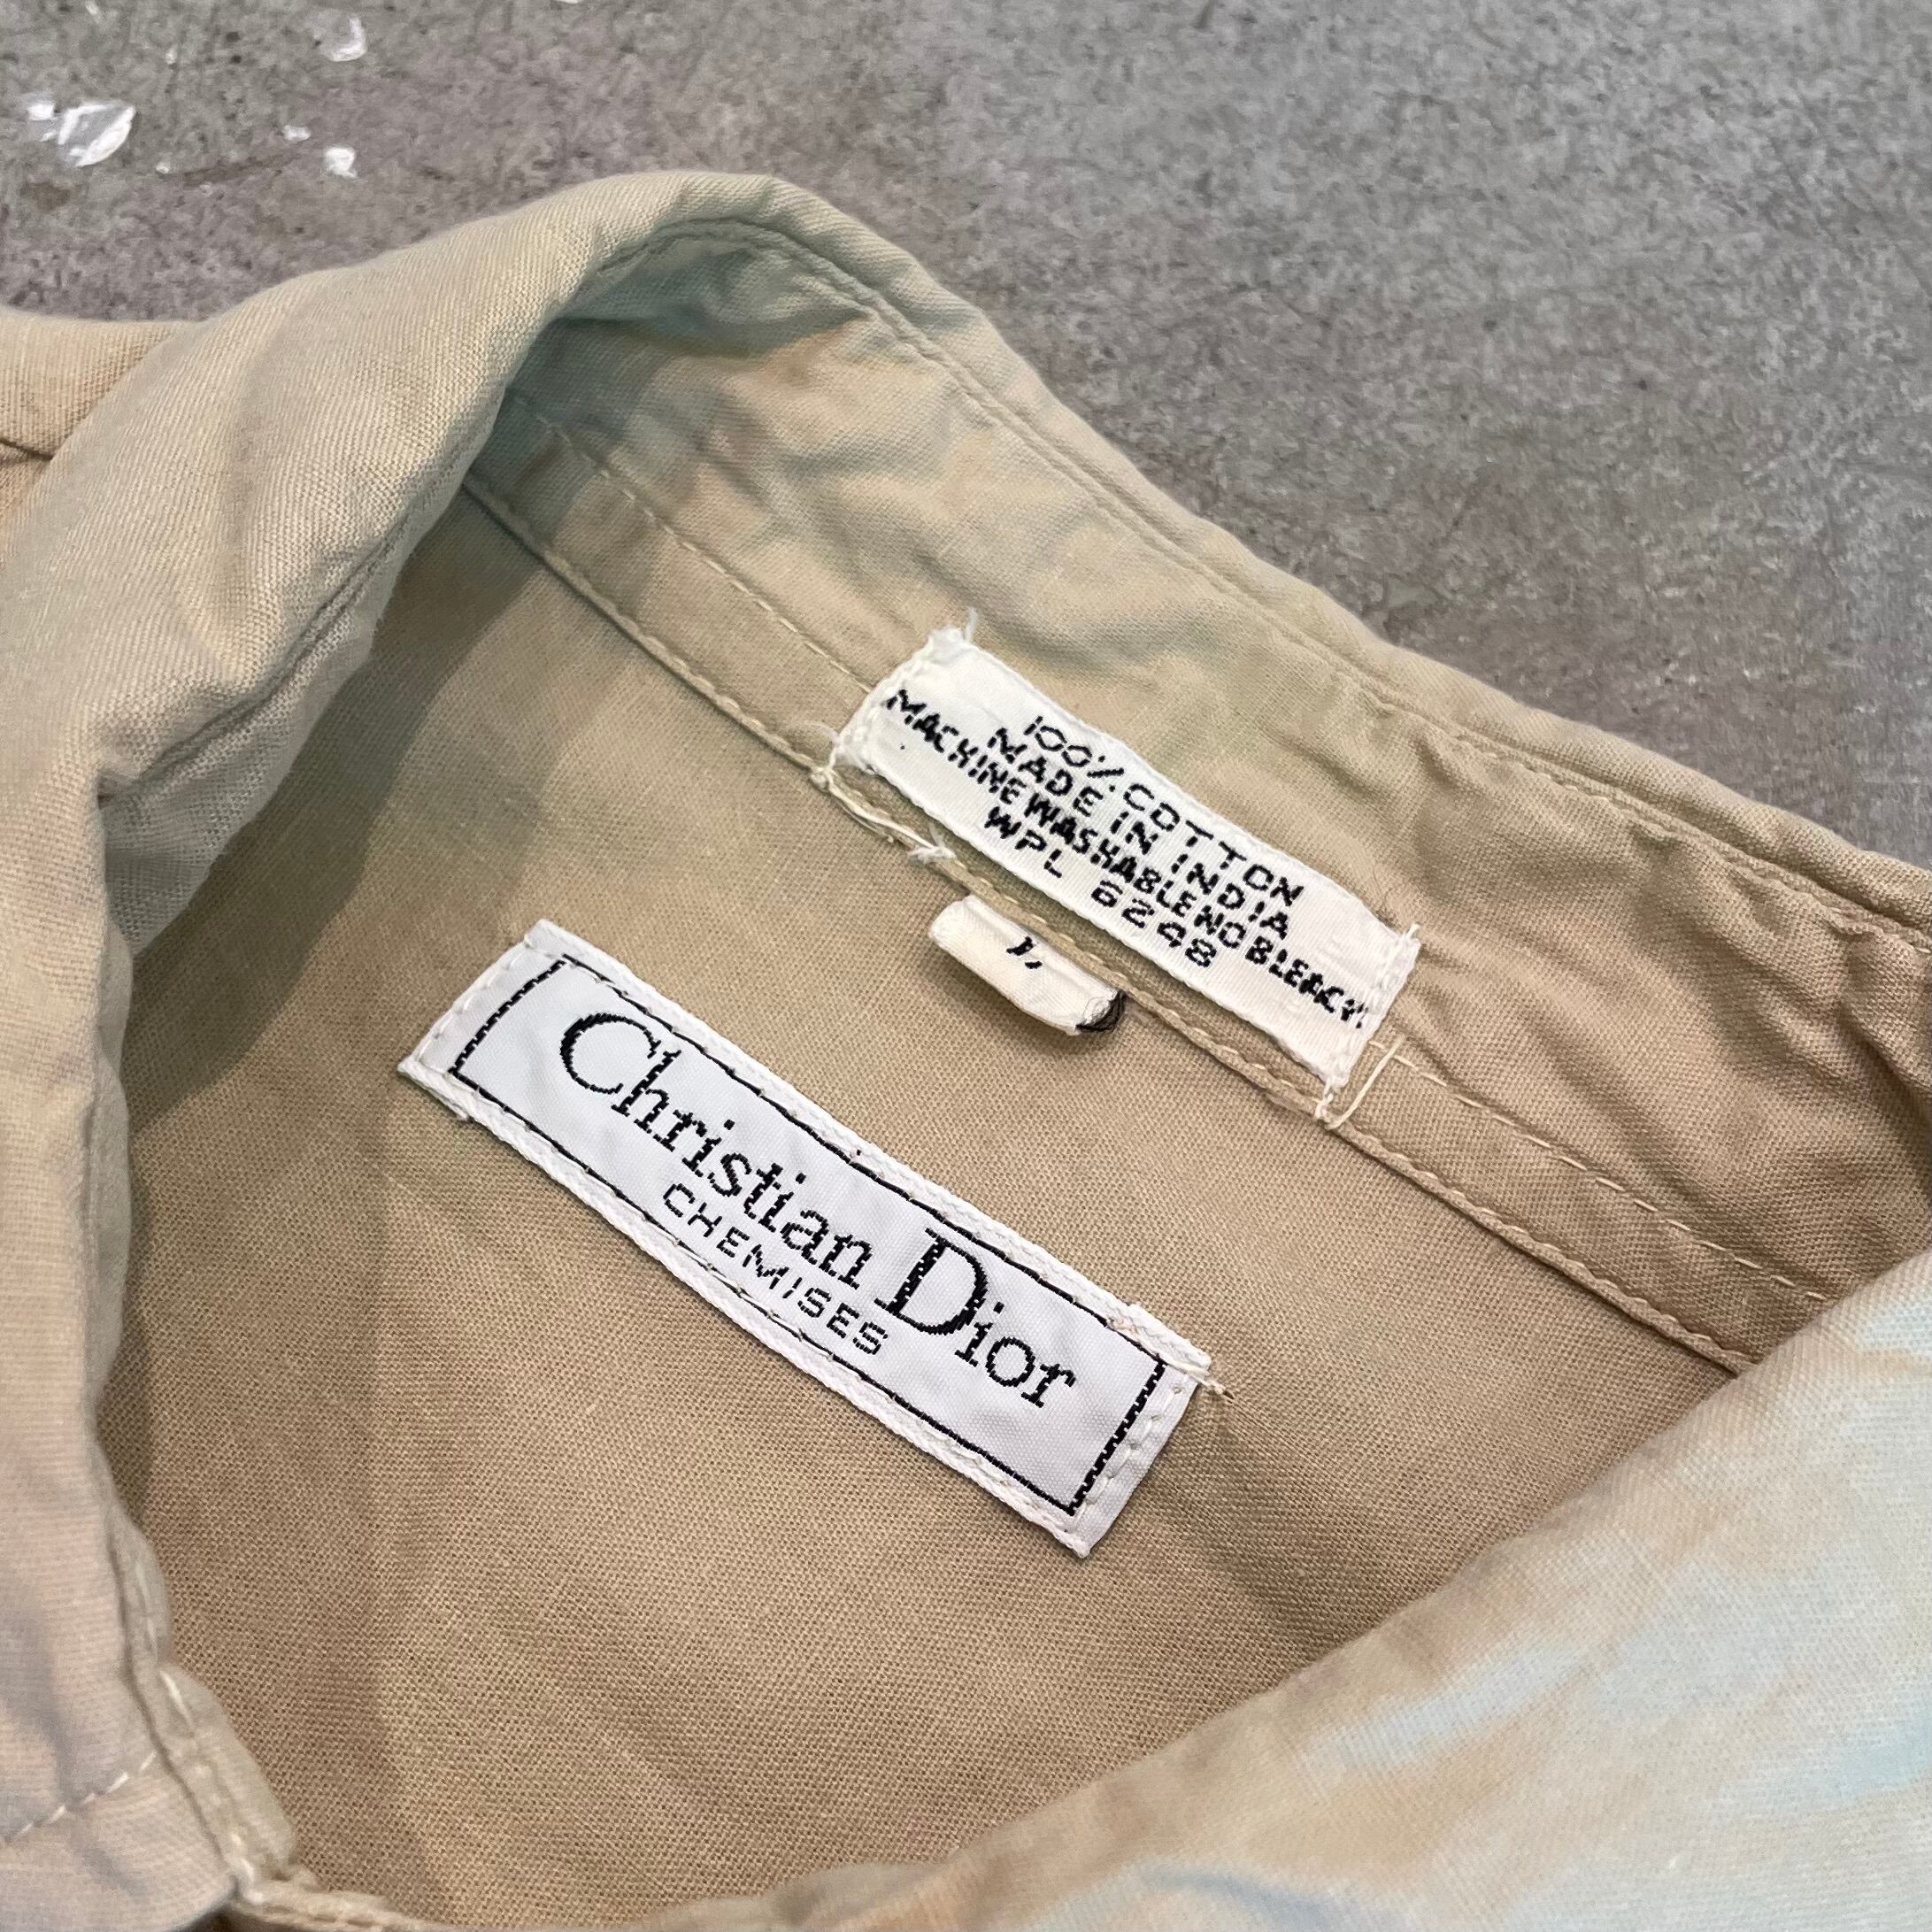 100% COTTON
MADE IN INDIA
MACHINE WASHABLE NO BLEACH
WPL 6248
L
Christian Dior
CHEMISES